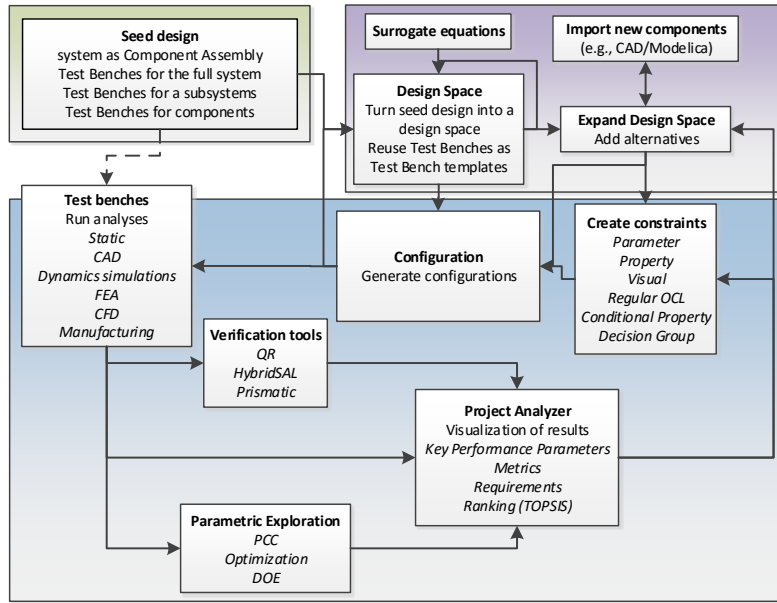 Seed design
system as Component Assembly
Test Benches for the full system
Test Benches for a subsystems
Test Benches for components
Surrogate equations
Import new components
(e.g., CAD/Modelica)
Design Space
Turn seed design into a
design space
Reuse Test Benches as
Test Bench templates
Expand Design Space
Add alternatives
Test benches
Run analyses
Static
CAD
Dynamics simulations
FEA
CFD
Manufacturing
Configuration
Generate configurations
Create constraints
Parameter
Property
Visual
Regular OCL
Conditional Property
Decision Group
Verification tools
QR
HybridSAL
Prismatic
Project Analyzer
Visualization of results
Key Performance Parameters
Metrics
Requirements
Ranking (TOPSIS)
Parametric Exploration
PCC
Optimization
DOE